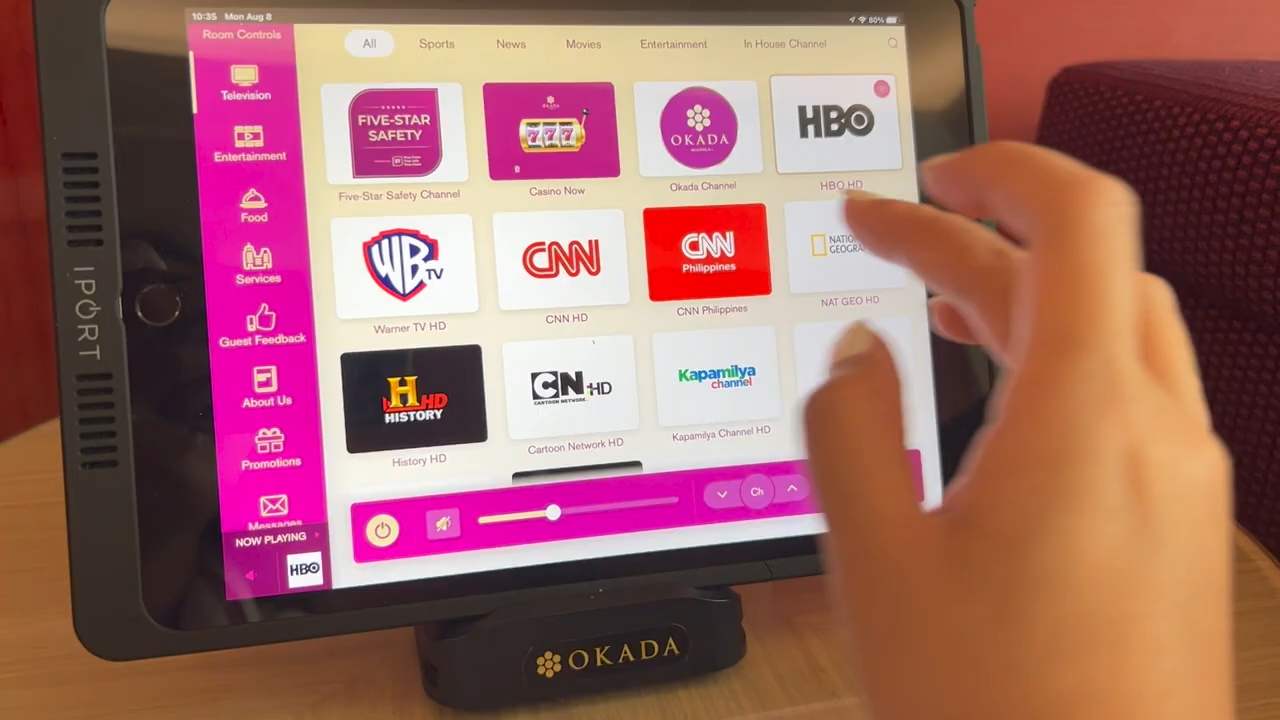 10:35 Mon Aug 8
80%
Room Controls
Television
Entertainment
Food
Services
Guest Feedback
About Us
Promotions
Messages
NOW PLAYING
HBO
All Sports News Movies Entertainment In House Channel
FIVE-STAR
SAFETY
Five-Star Safety Channel
OKADA
777
Casino Now
OKADA
MANILA
Okada Channel
HBO
HBO HD
WB TV
Warner TV HD
CNN
CNN HD
CNN
Philippines
CNN Philippines
NAT GEO HD
H HD
HISTORY
History HD
CN HD
CARTOON NETWORK
Cartoon Network HD
Kapamilya
channel
Kapamilya Channel HD
Ch
IPORT
OKADA